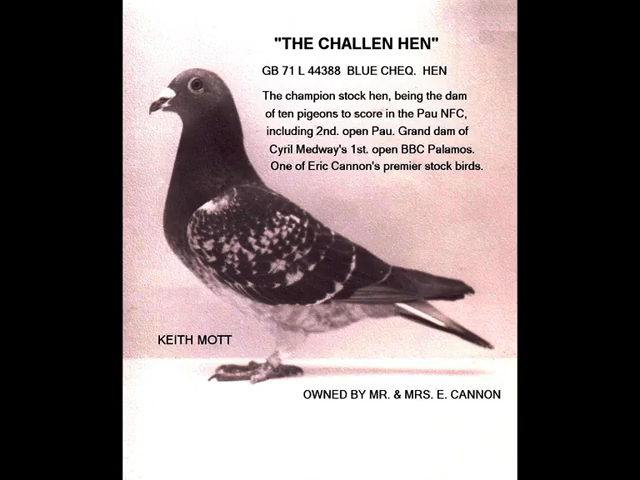 "THE CHALLEN HEN"
GB 71 L 44388 BLUE CHEQ. HEN
The champion stock hen, being the dam
of ten pigeons to score in the Pau NFC,
including 2nd. open Pau. Grand dam of
Cyril Medway's 1st. open BBC Palamos.
One of Eric Cannon's premier stock birds.
KEITH MOTT
OWNED BY MR. & MRS. E. CANNON